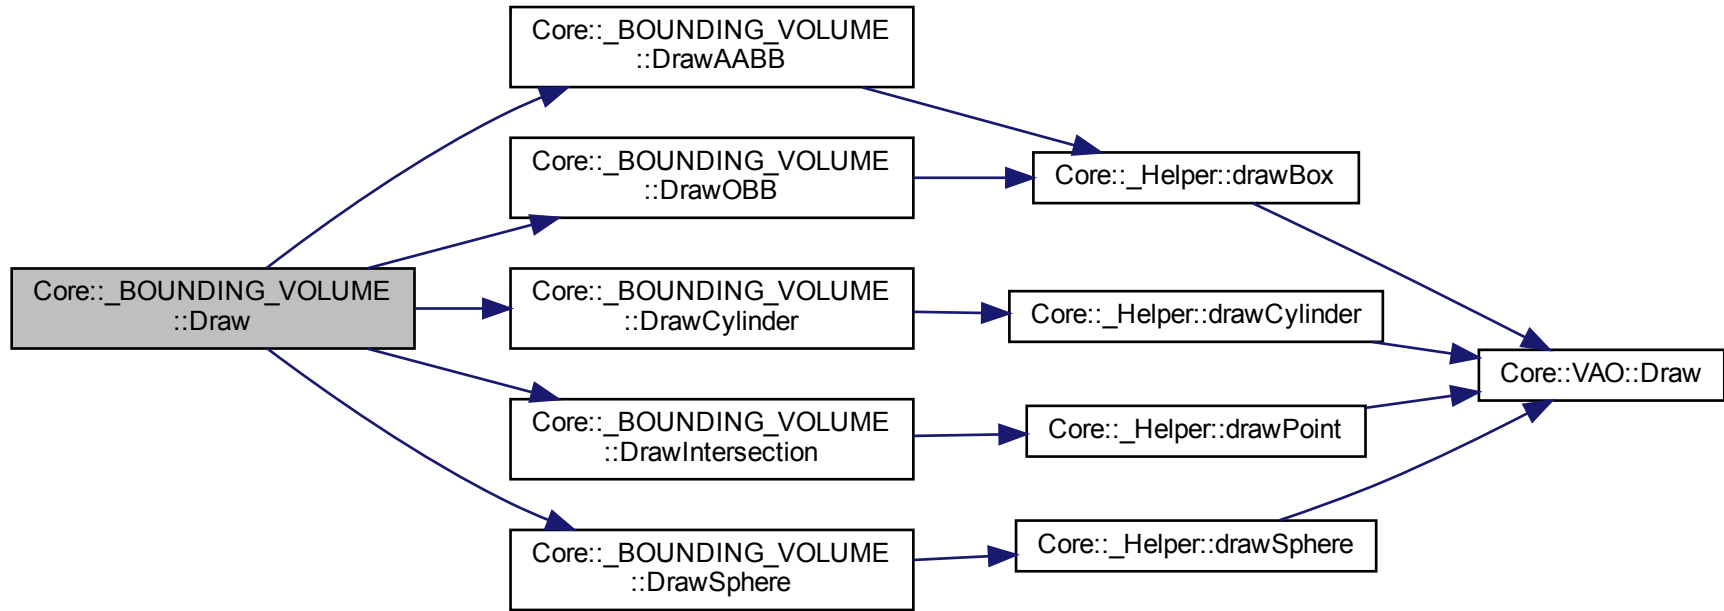 Core::_BOUNDING_VOLUME
::DrawAABB
Core::_BOUNDING_VOLUME
::DrawOBB
Core::_Helper::drawBox
Core::_BOUNDING_VOLUME
::Draw
Core::_BOUNDING_VOLUME
::DrawCylinder
Core::_Helper::drawCylinder
Core::VAO::Draw
Core::_BOUNDING_VOLUME
::DrawIntersection
Core::_Helper::drawPoint
Core::_BOUNDING_VOLUME
::DrawSphere
Core::_Helper::drawSphere